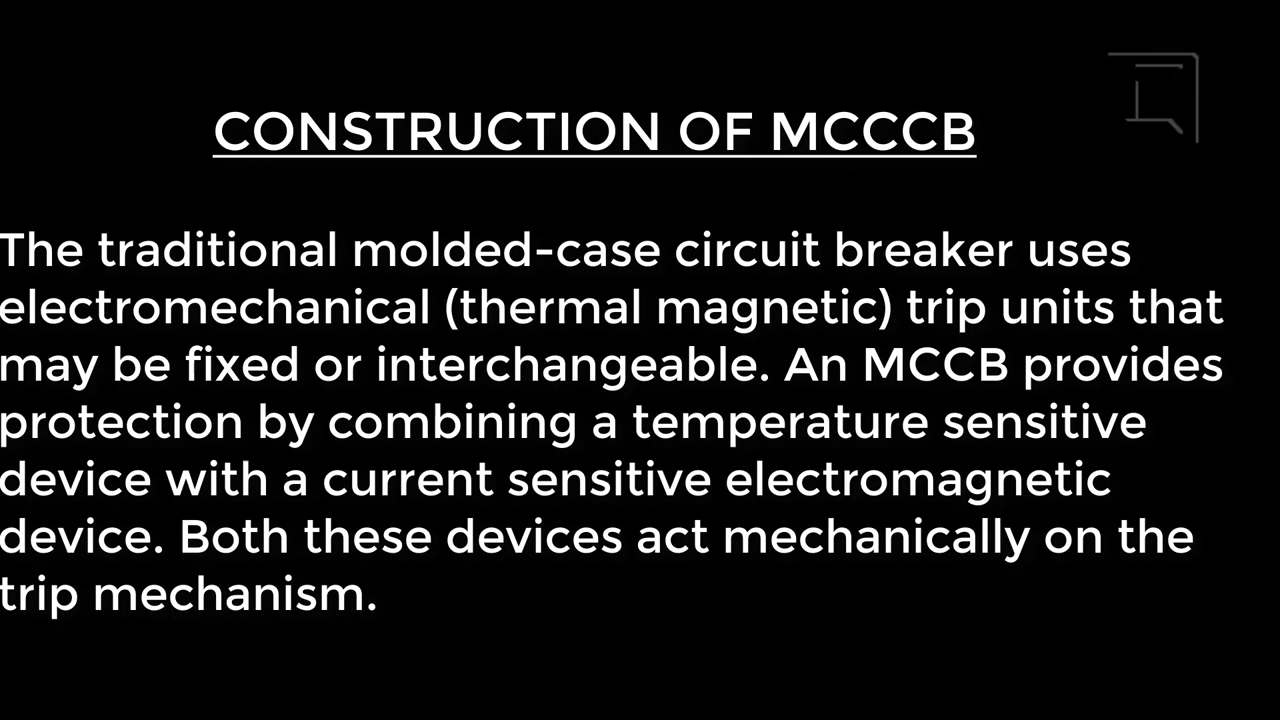 CONSTRUCTION OF MCCCB
The traditional molded-case circuit breaker uses
electromechanical (thermal magnetic) trip units that
may be fixed or interchangeable. An MCCB provides
protection by combining a temperature sensitive
device with a current sensitive electromagnetic
device. Both these devices act mechanically on the
trip mechanism.